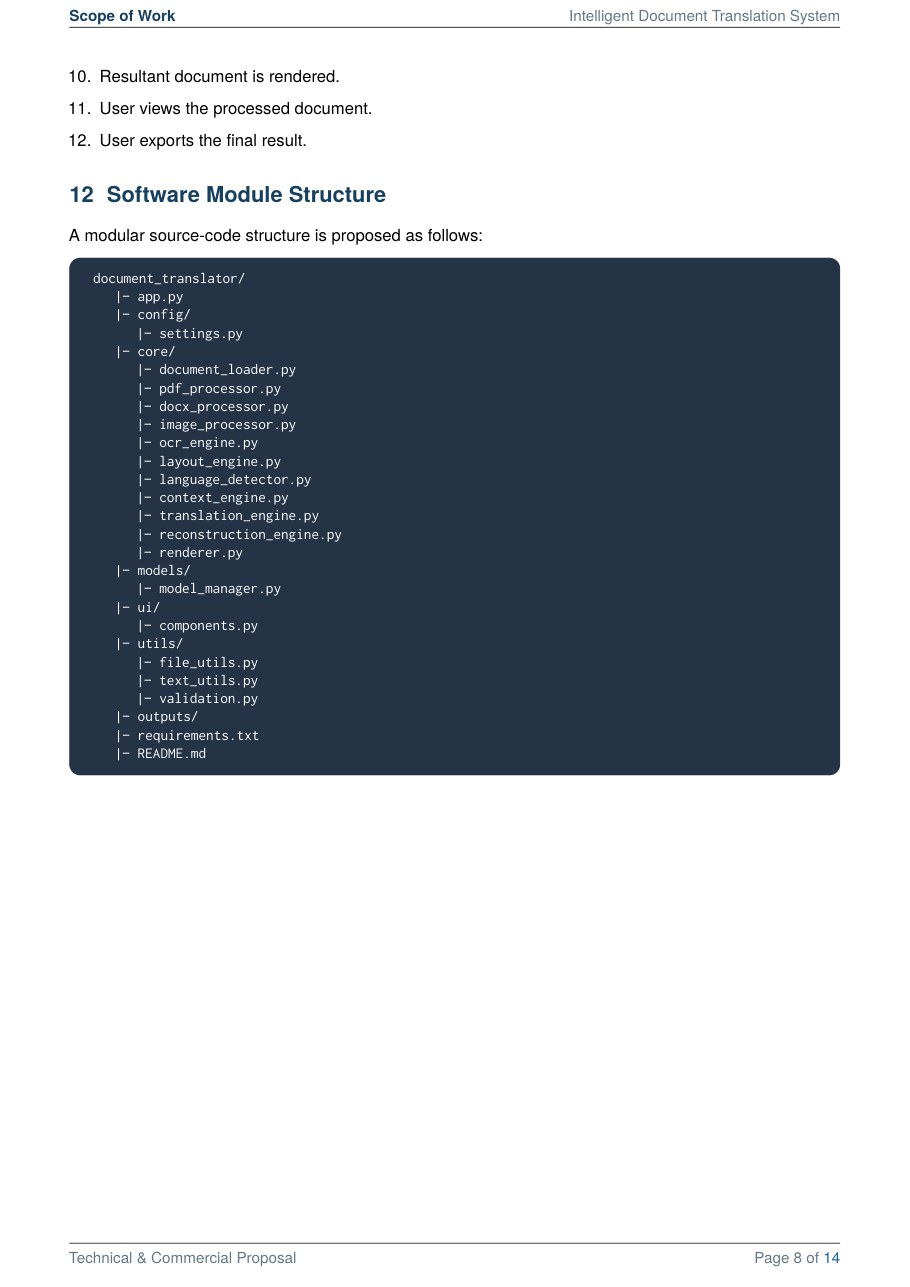 Scope of Work Intelligent Document Translation System
10. Resultant document is rendered.
11. User views the processed document.
12. User exports the final result.
12 Software Module Structure
A modular source-code structure is proposed as follows:
document_translator/
|- app.py
|- config/
|- settings.py
|- core/
|- document_loader.py
|- pdf_processor.py
|- docx_processor.py
|- image_processor.py
|- ocr_engine.py
|- layout_engine.py
|- language_detector.py
|- context_engine.py
|- translation_engine.py
|- reconstruction_engine.py
|- renderer.py
|- models/
|- model_manager.py
|- ui/
|- components.py
|- utils/
|- file_utils.py
|- text_utils.py
|- validation.py
|- outputs/
|- requirements.txt
|- README.md
Technical & Commercial Proposal Page 8 of 14